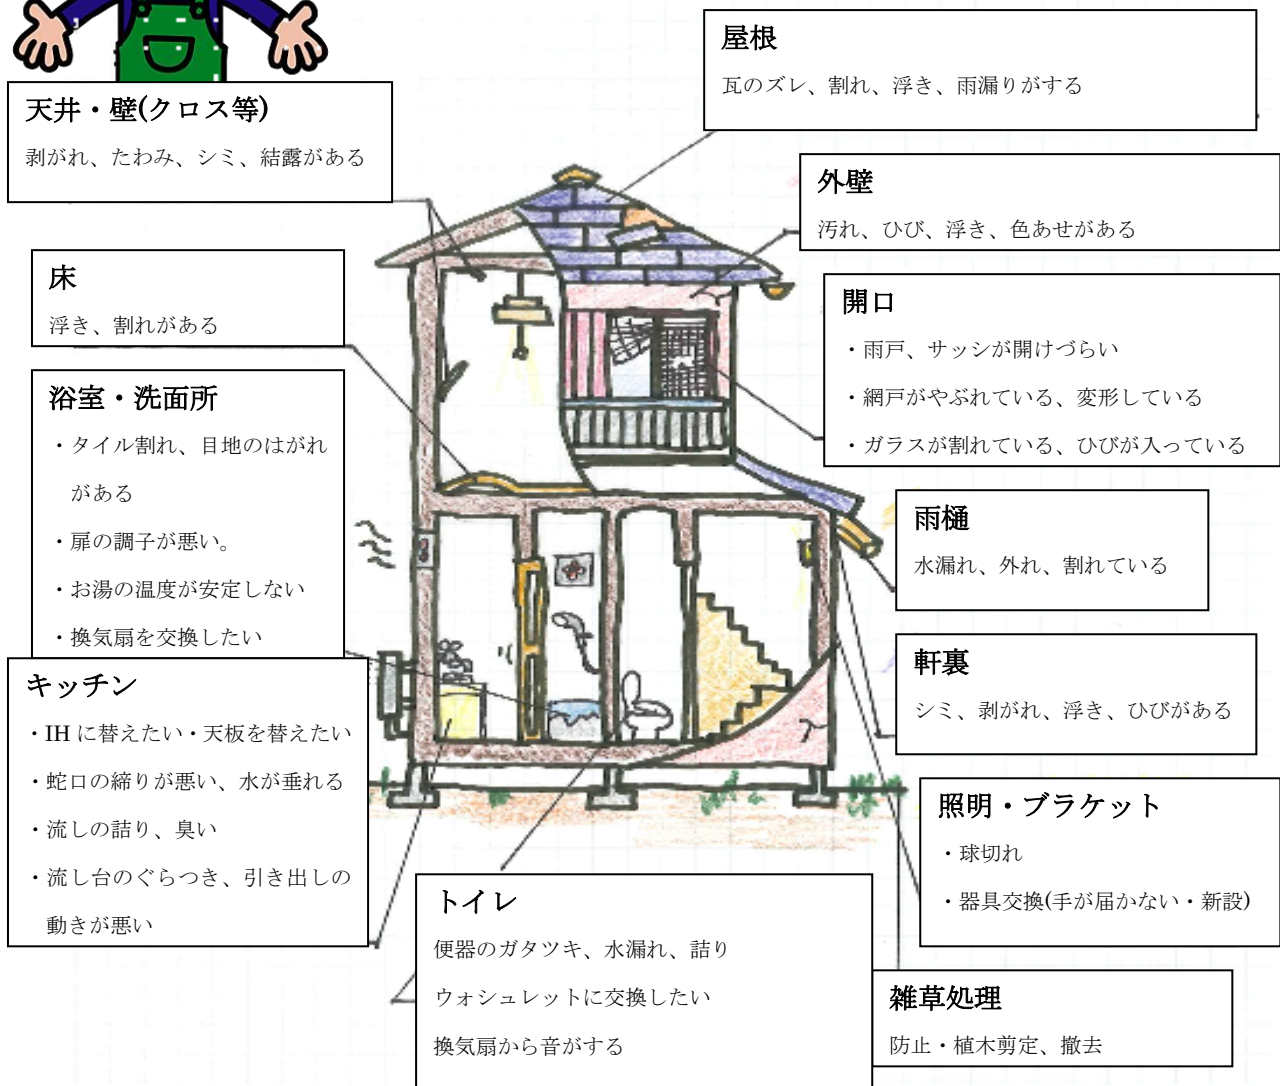 屋根
瓦のズレ、割れ、浮き、雨漏りがする
天井・壁(クロス等)
剥がれ、たわみ、シミ、結露がある
外壁
汚れ、ひび、浮き、色あせがある
床
浮き、割れがある
開口
・雨戸、サッシが開けづらい
・網戸がやぶれている、変形している
・ガラスが割れている、ひびが入っている
浴室・洗面所
・タイル割れ、目地のはがれ
がある
・扉の調子が悪い。
・お湯の温度が安定しない
・換気扇を交換したい
雨樋
水漏れ、外れ、割れている
軒裏
シミ、剥がれ、浮き、ひびがある
キッチン
・IHに替えたい・天板を替えたい
・蛇口の締りが悪い、水が垂れる
・流しの詰り、臭い
・流し台のぐらつき、引き出しの
動きが悪い
照明・ブラケット
・球切れ
・器具交換(手が届かない・新設)
トイレ
便器のガタツキ、水漏れ、詰り
ウォシュレットに交換したい
換気扇から音がする
雑草処理
防止・植木剪定、撤去